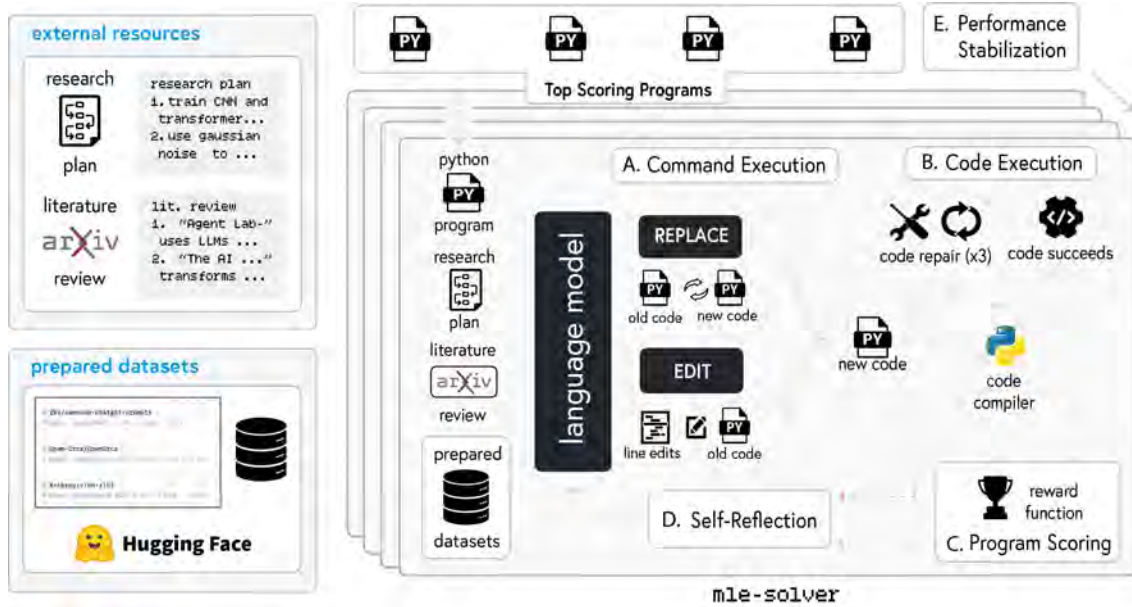 external resources
research
plan
research plan
1. train CNN and
transformer...
2. use gaussian
noise to ...
literature
arXiv
review
lit. review
1. "Agent Lab-"
uses LLMs ...
2. "The AI ..."
transforms ...
prepared datasets
Hugging Face
PY
PY
PY
PY
Top Scoring Programs
E. Performance
Stabilization
python
PY
program
research
plan
literature
arXiv
review
prepared
datasets
language model
A. Command Execution
REPLACE
PY
PY
old code
new code
EDIT
PY
line edits
old code
D. Self-Reflection
B. Code Execution
code repair (x3)
code succeeds
PY
new code
code
compiler
reward
function
C. Program Scoring
mle-solver